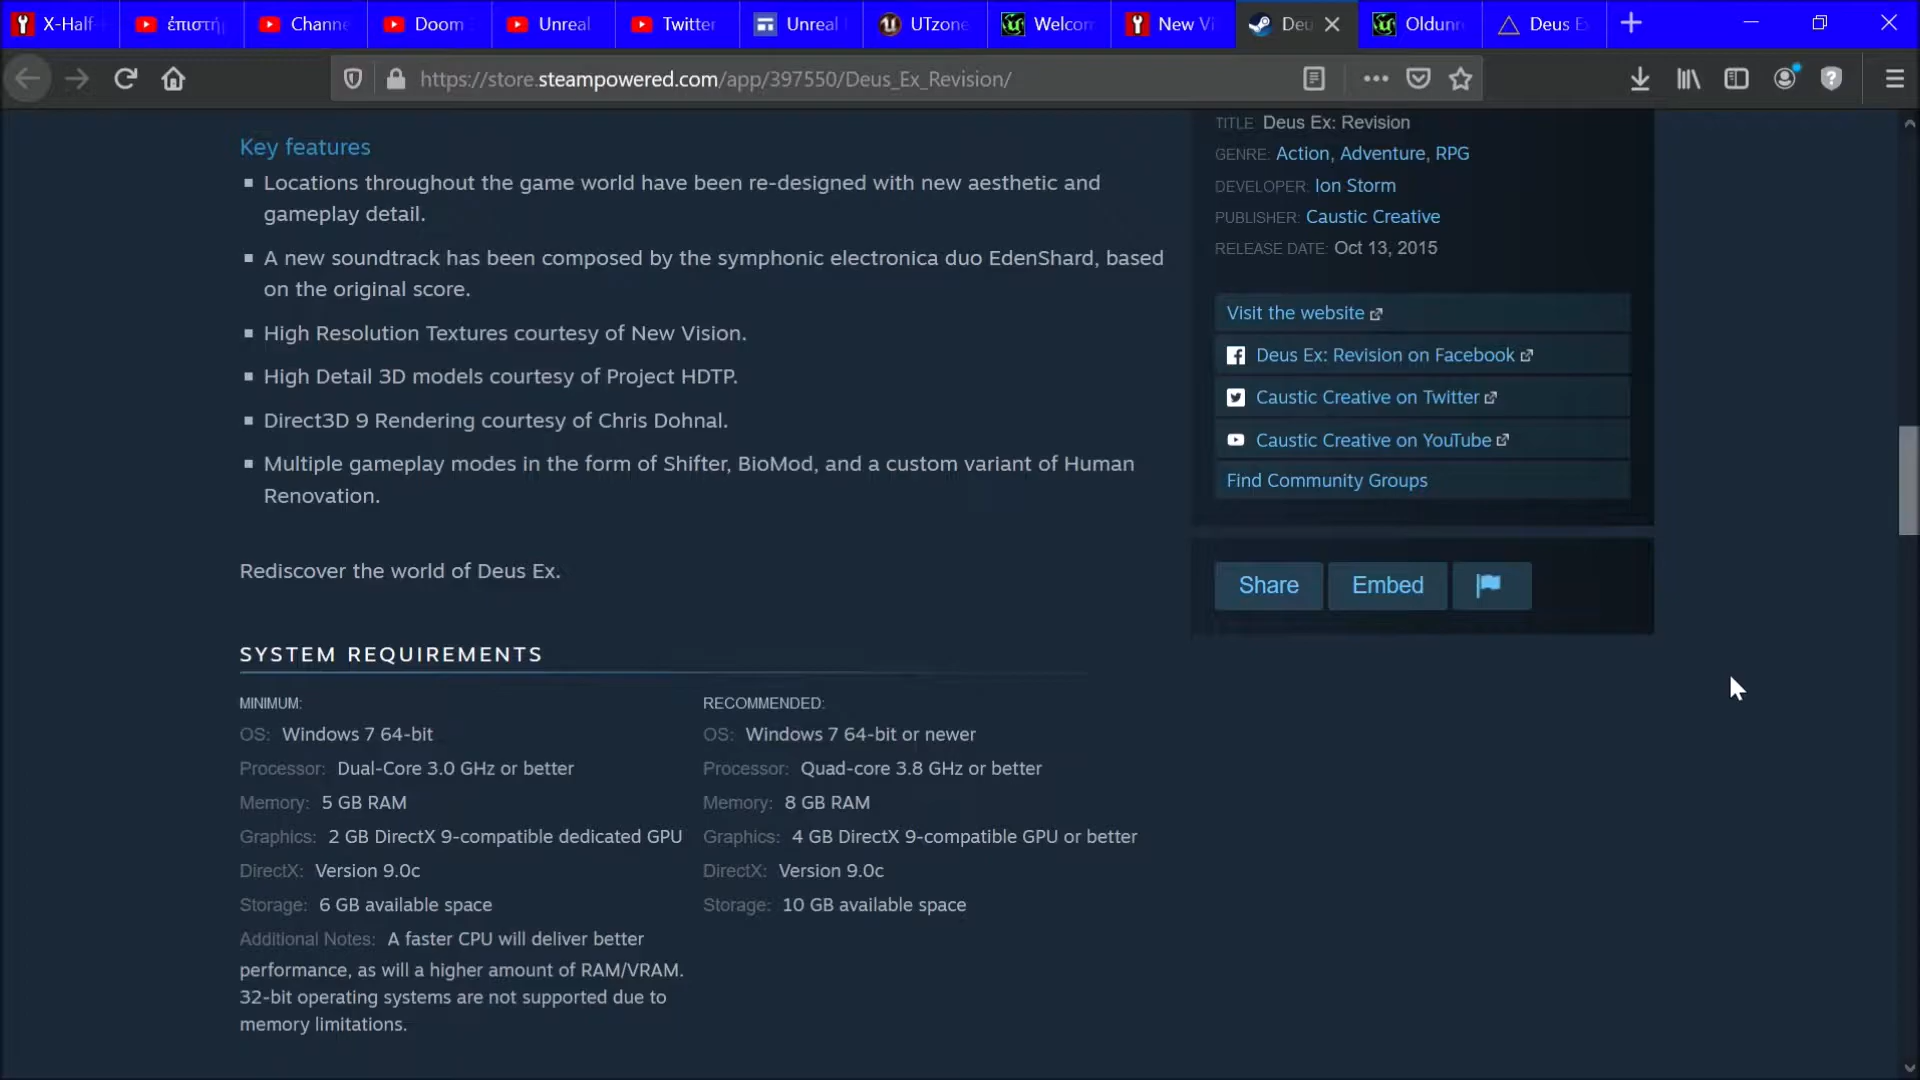 X-Half
ἐπιστή
Chann
Doom
Unreal
Twitter
Unreal
UTzone
Welcom
New Vi
Deu
Oldunr
Deus E
https://store.steampowered.com/app/397550/Deus_Ex_Revision/
Key features
Locations throughout the game world have been re-designed with new aesthetic and
gameplay detail.
A new soundtrack has been composed by the symphonic electronica duo EdenShard, based
on the original score.
High Resolution Textures courtesy of New Vision.
High Detail 3D models courtesy of Project HDTP.
Direct3D 9 Rendering courtesy of Chris Dohnal.
Multiple gameplay modes in the form of Shifter, BioMod, and a custom variant of Human
Renovation.
Rediscover the world of Deus Ex.
TITLE: Deus Ex: Revision
GENRE: Action, Adventure, RPG
DEVELOPER: Ion Storm
PUBLISHER: Caustic Creative
RELEASE DATE: Oct 13, 2015
Visit the website
Deus Ex: Revision on Facebook
Caustic Creative on Twitter
Caustic Creative on YouTube
Find Community Groups
Share
Embed
SYSTEM REQUIREMENTS
MINIMUM:
OS: Windows 7 64-bit
Processor: Dual-Core 3.0 GHz or better
Memory: 5 GB RAM
Graphics: 2 GB DirectX 9-compatible dedicated GPU
DirectX: Version 9.0c
Storage: 6 GB available space
Additional Notes: A faster CPU will deliver better
performance, as will a higher amount of RAM/VRAM.
32-bit operating systems are not supported due to
memory limitations.
RECOMMENDED:
OS: Windows 7 64-bit or newer
Processor: Quad-core 3.8 GHz or better
Memory: 8 GB RAM
Graphics: 4 GB DirectX 9-compatible GPU or better
DirectX: Version 9.0c
Storage: 10 GB available space